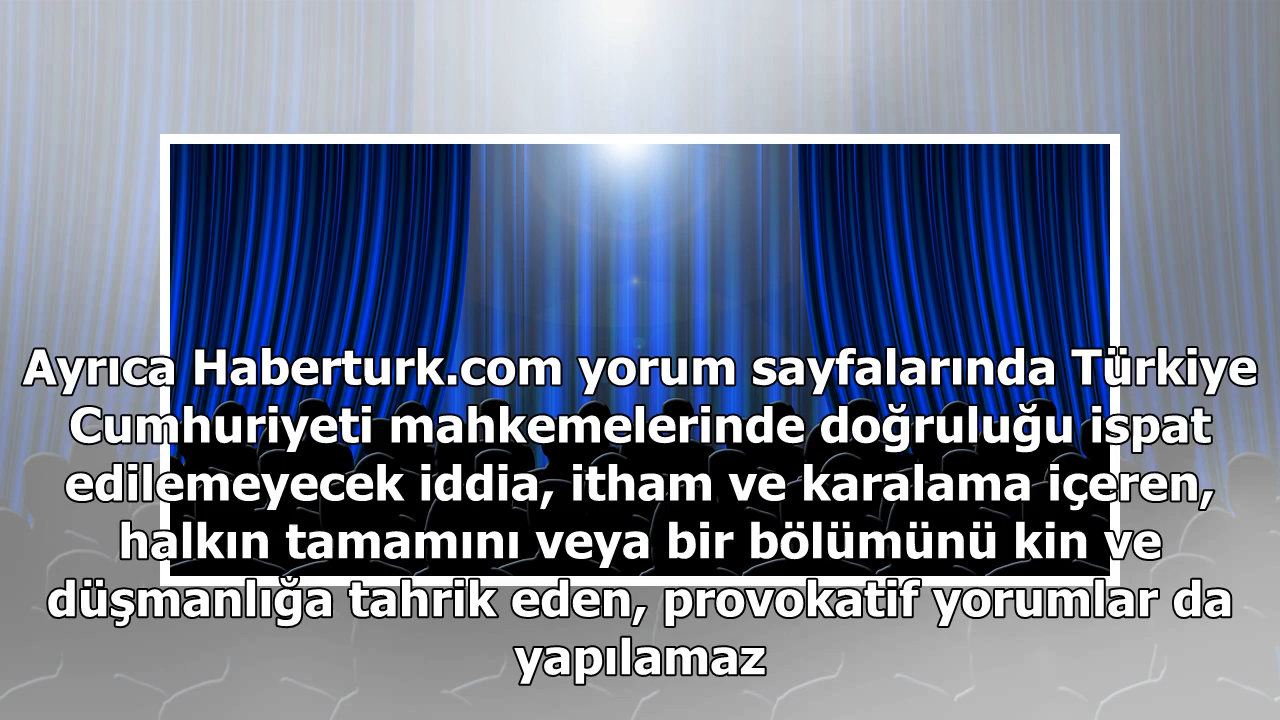 Ayrıca Haberturk.com yorum sayfalarında Türkiye
Cumhuriyeti mahkemelerinde doğruluğu ispat
edilemeyecek iddia, itham ve karalama içeren,
halkın tamamını veya bir bölümünü kin ve
düşmanlığa tahrik eden, provokatif yorumlar da
yapılamaz